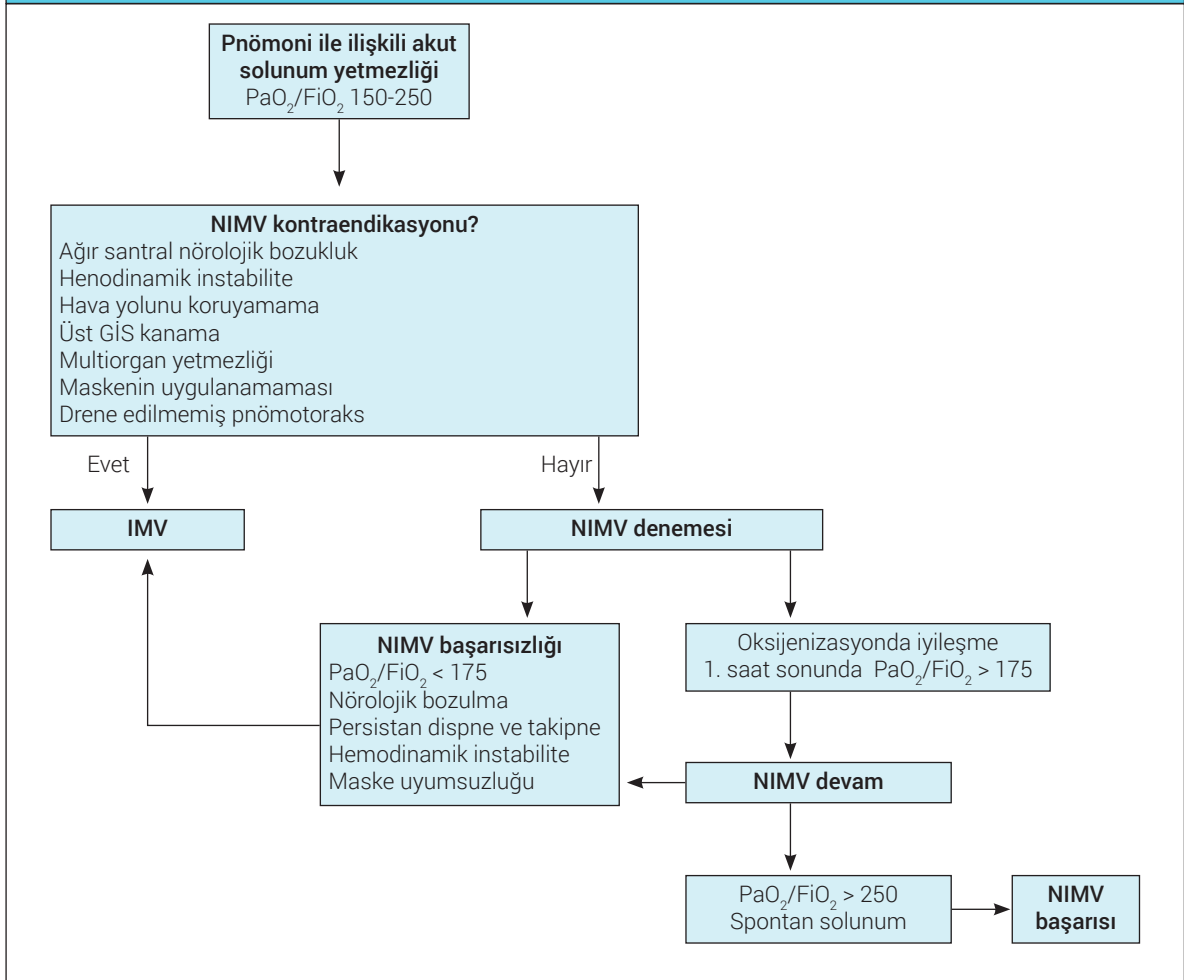 Pnömoni ile ilişkili akut
solunum yetmezliği
PaO₂/FiO₂ 150-250
NIMV kontraendikasyonu?
Ağır santral nörolojik bozukluk
Henodinamik instabilite
Hava yolunu koruyamama
Üst GİS kanama
Multiorgan yetmezliği
Maskenin uygulanamaması
Drene edilmemiş pnömotoraks
Evet
Hayır
IMV
NIMV denemesi
NIMV başarısızlığı
PaO₂/FiO₂ < 175
Nörolojik bozulma
Persistan dispne ve takipne
Hemodinamik instabilite
Maske uyumsuzluğu
Oksijenizasyonda iyileşme
1. saat sonunda PaO₂/FiO₂ > 175
NIMV devam
PaO₂/FiO₂ > 250
Spontan solunum
NIMV
başarısı